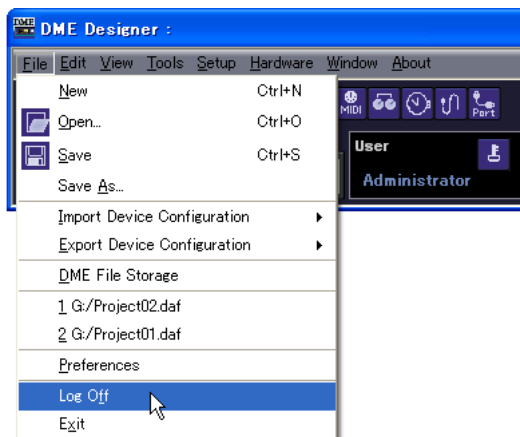 DME DME Designer :
File Edit View Tools Setup Hardware Window About
New Ctrl+N
MIDI Port
Open... Ctrl+O
Save Ctrl+S
User
Save As...
Administrator
Import Device Configuration
Export Device Configuration
DME File Storage
1 G:/Project02.daf
2 G:/Project01.daf
Preferences
Log Off
Exit